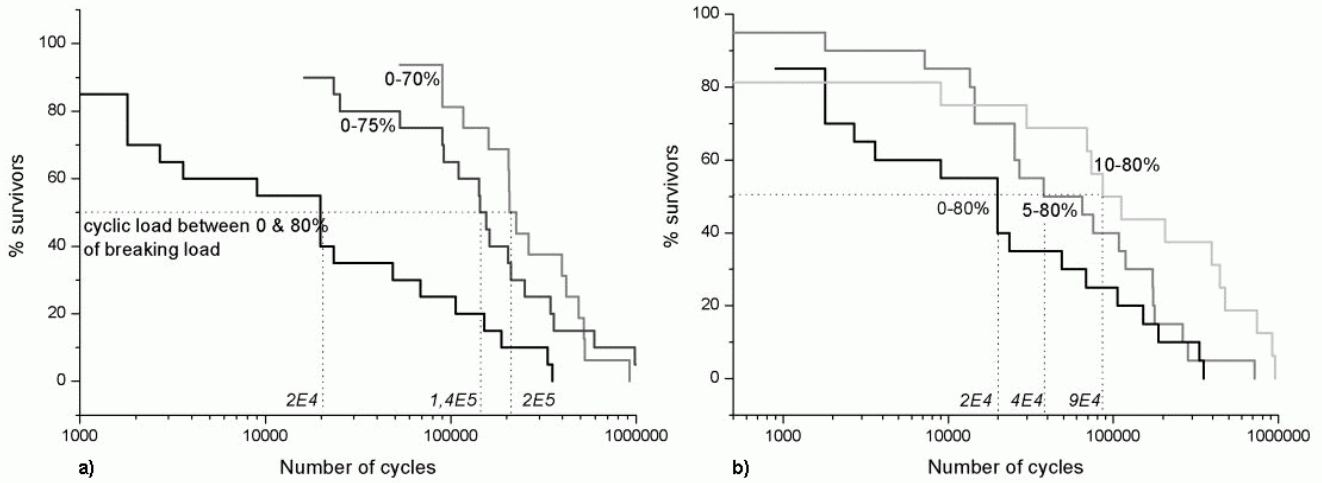 100
80
60
40
20
0
% survivors
0-70%
0-75%
cyclic load between 0 & 80%
of breaking load
2E4
1,4E5
2E5
1000
10000
100000
1000000
Number of cycles
a)
100
80
60
40
20
0
% survivors
10-80%
0-80%
5-80%
2E4
4E4
9E4
1000
10000
100000
1000000
Number of cycles
b)